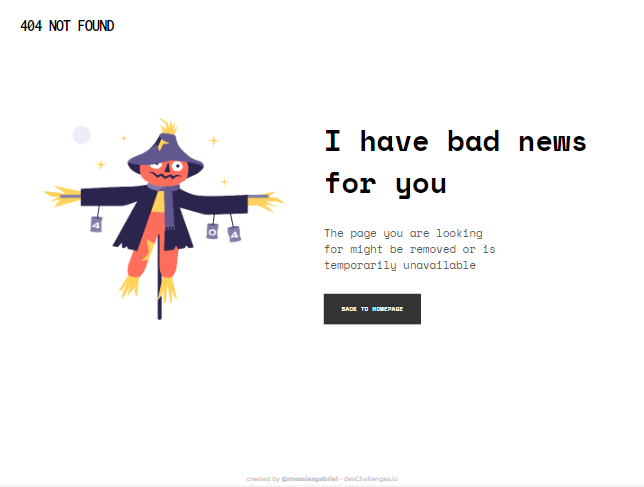 404 NOT FOUND
I have bad news
for you
4
0
4
The page you are looking
for might be removed or is
temporarily unavailable
BACK TO HOMEPAGE
created by @messiasgabriel - devChallenges.io